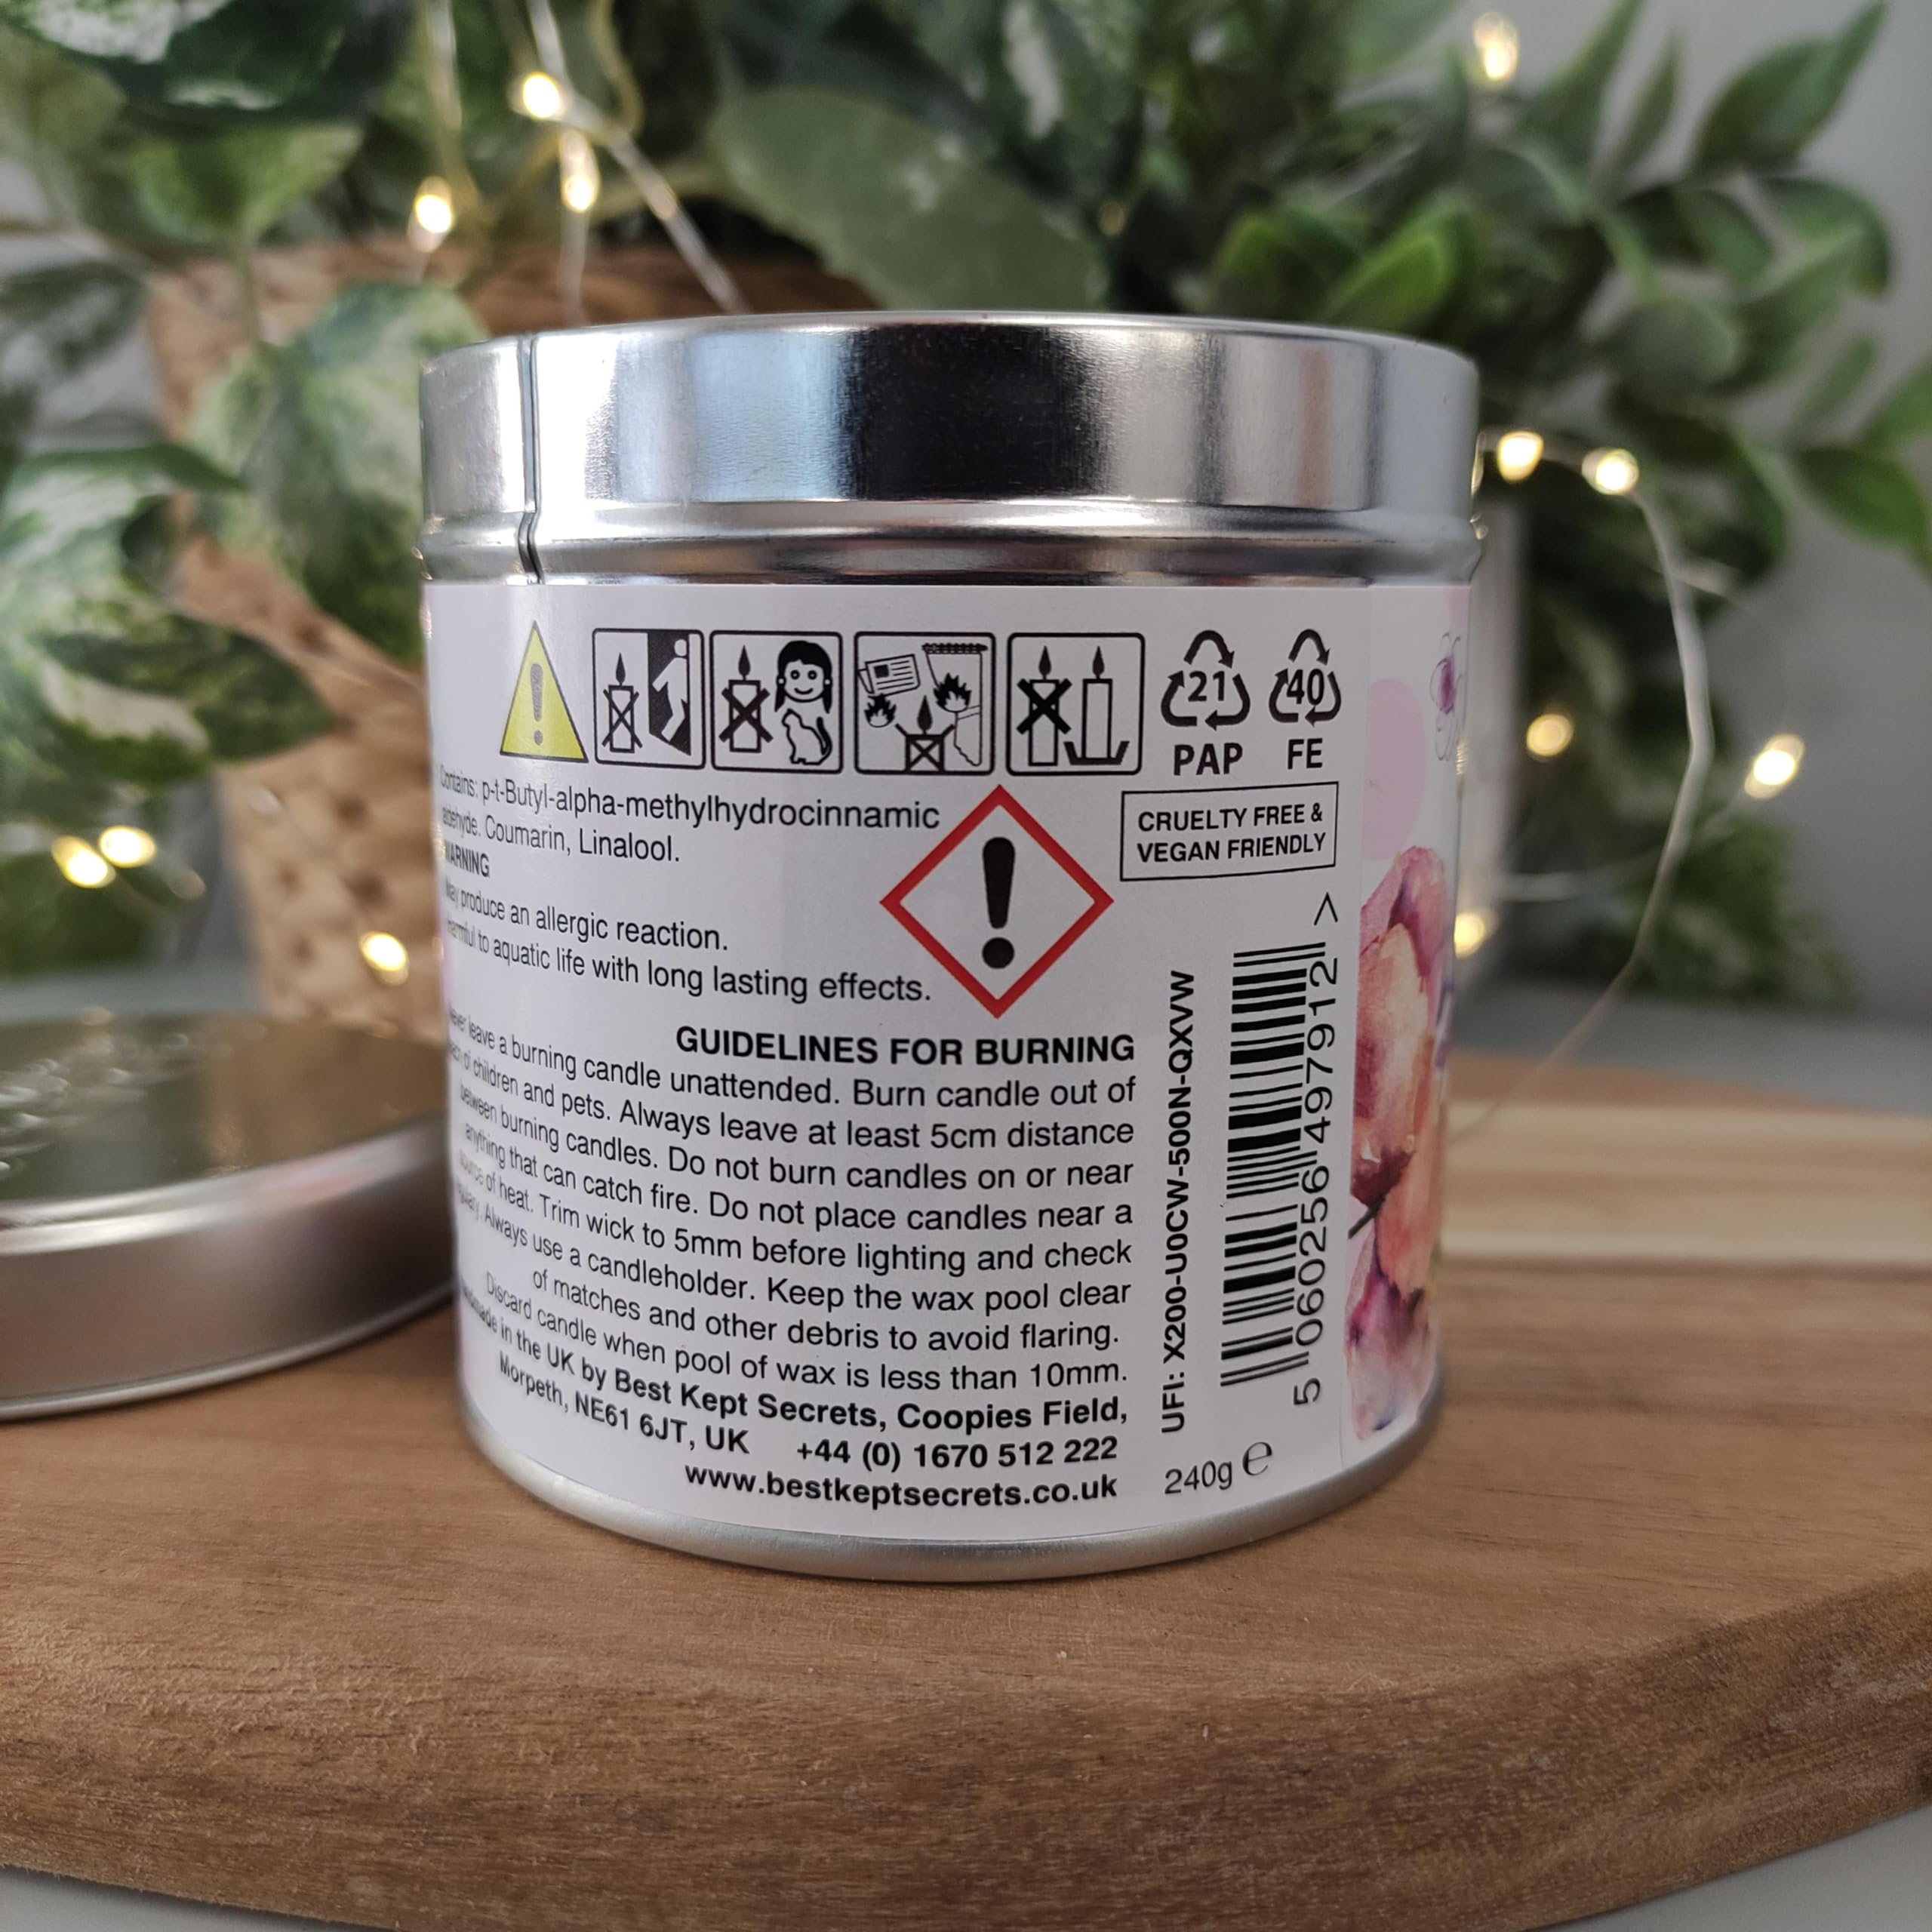 21 40
PAP FE
Contains: p-t-Butyl-alpha-methylhydrocinnamic
aldehyde. Coumarin, Linalool.
WARNING
May produce an allergic reaction.
harmful to aquatic life with long lasting effects.
CRUELTY FREE &
VEGAN FRIENDLY
GUIDELINES FOR BURNING
Never leave a burning candle unattended. Burn candle out of
reach of children and pets. Always leave at least 5cm distance
between burning candles. Do not burn candles on or near
anything that can catch fire. Do not place candles near a
source of heat. Trim wick to 5mm before lighting and check
Always use a candleholder. Keep the wax pool clear
of matches and other debris to avoid flaring.
Discard candle when pool of wax is less than 10mm.
Handmade in the UK by Best Kept Secrets, Coopies Field,
Morpeth, NE61 6JT, UK +44 (0) 1670 512 222
www.bestkeptsecrets.co.uk
UFI: X200-U0CW-500N-QXVW
5 060256 497912 >
240g ℮